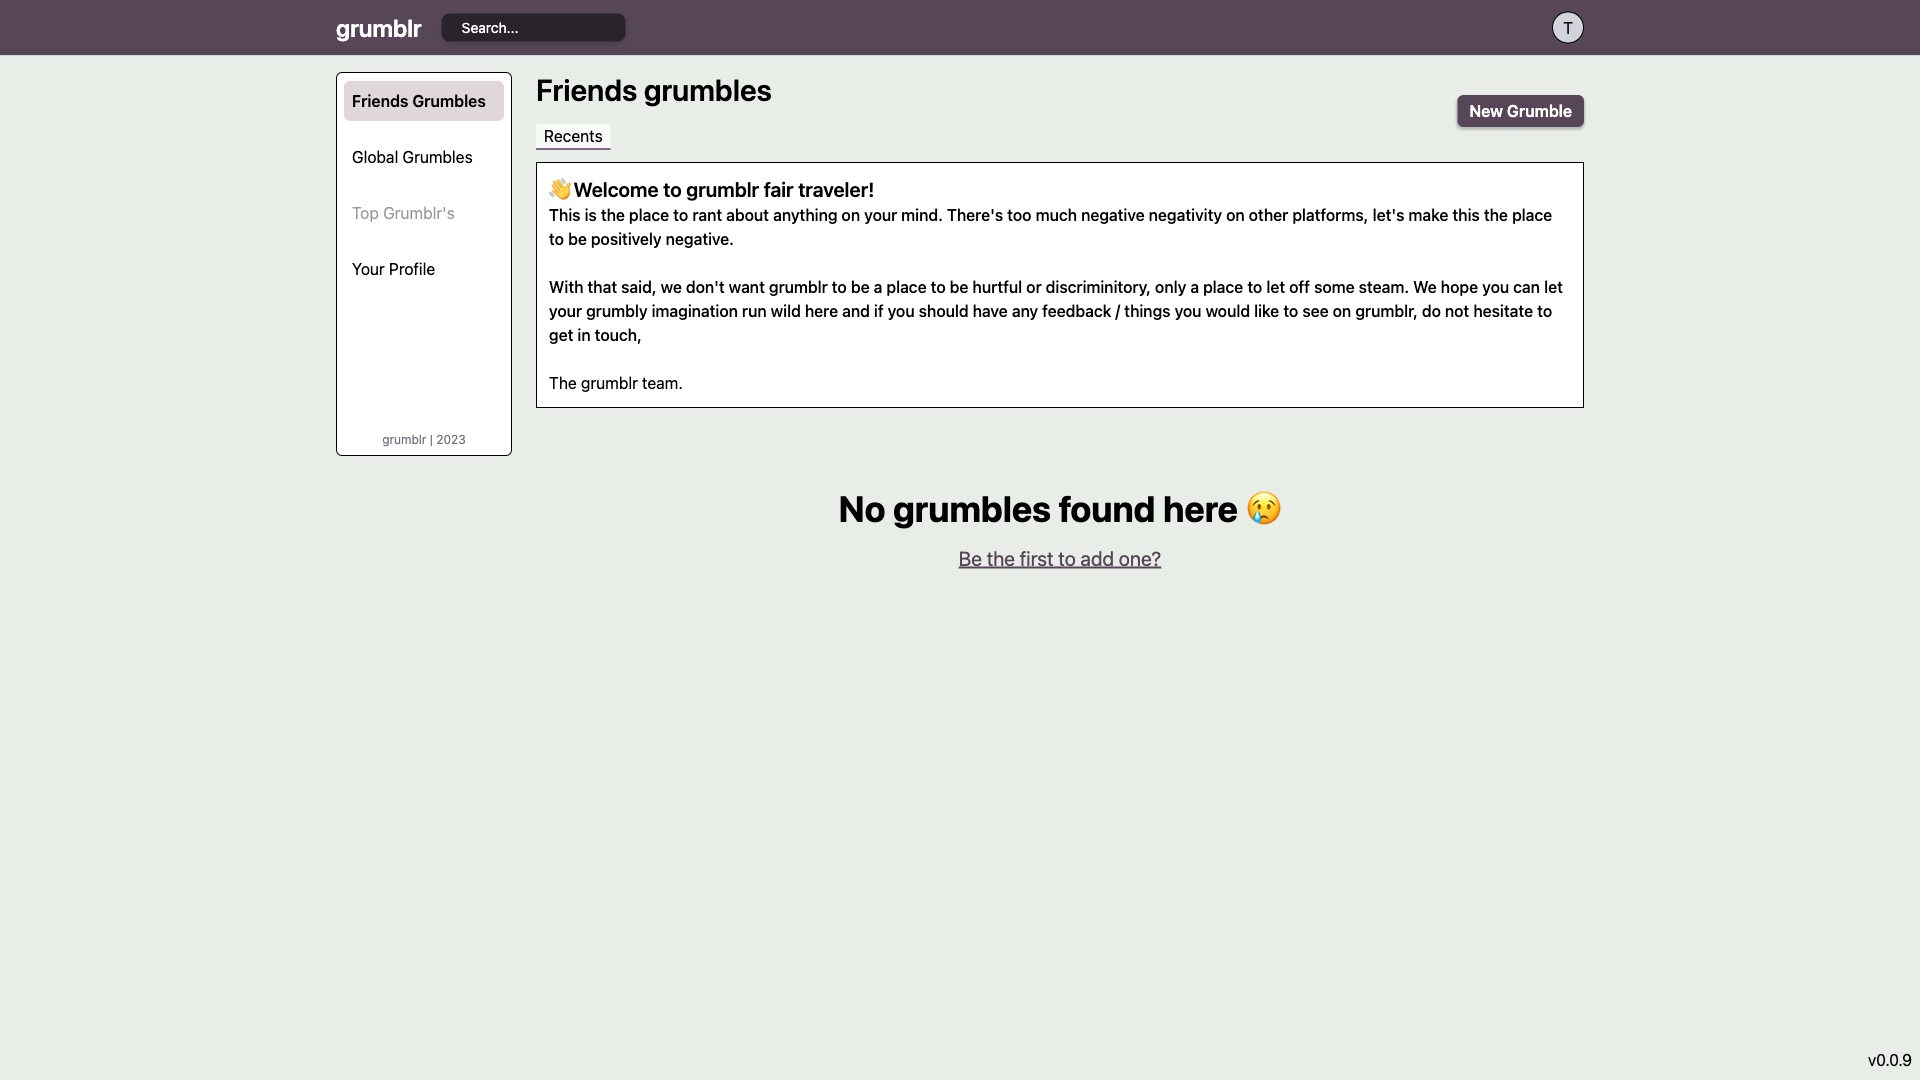 grumblr
Search...
T
Friends Grumbles
Global Grumbles
Top Grumblr's
Your Profile
grumblr | 2023
Friends grumbles
New Grumble
Recents
👋Welcome to grumblr fair traveler!
This is the place to rant about anything on your mind. There's too much negative negativity on other platforms, let's make this the place
to be positively negative.
With that said, we don't want grumblr to be a place to be hurtful or discriminitory, only a place to let off some steam. We hope you can let
your grumbly imagination run wild here and if you should have any feedback / things you would like to see on grumblr, do not hesitate to
get in touch,
The grumblr team.
No grumbles found here 😢
Be the first to add one?
v0.0.9